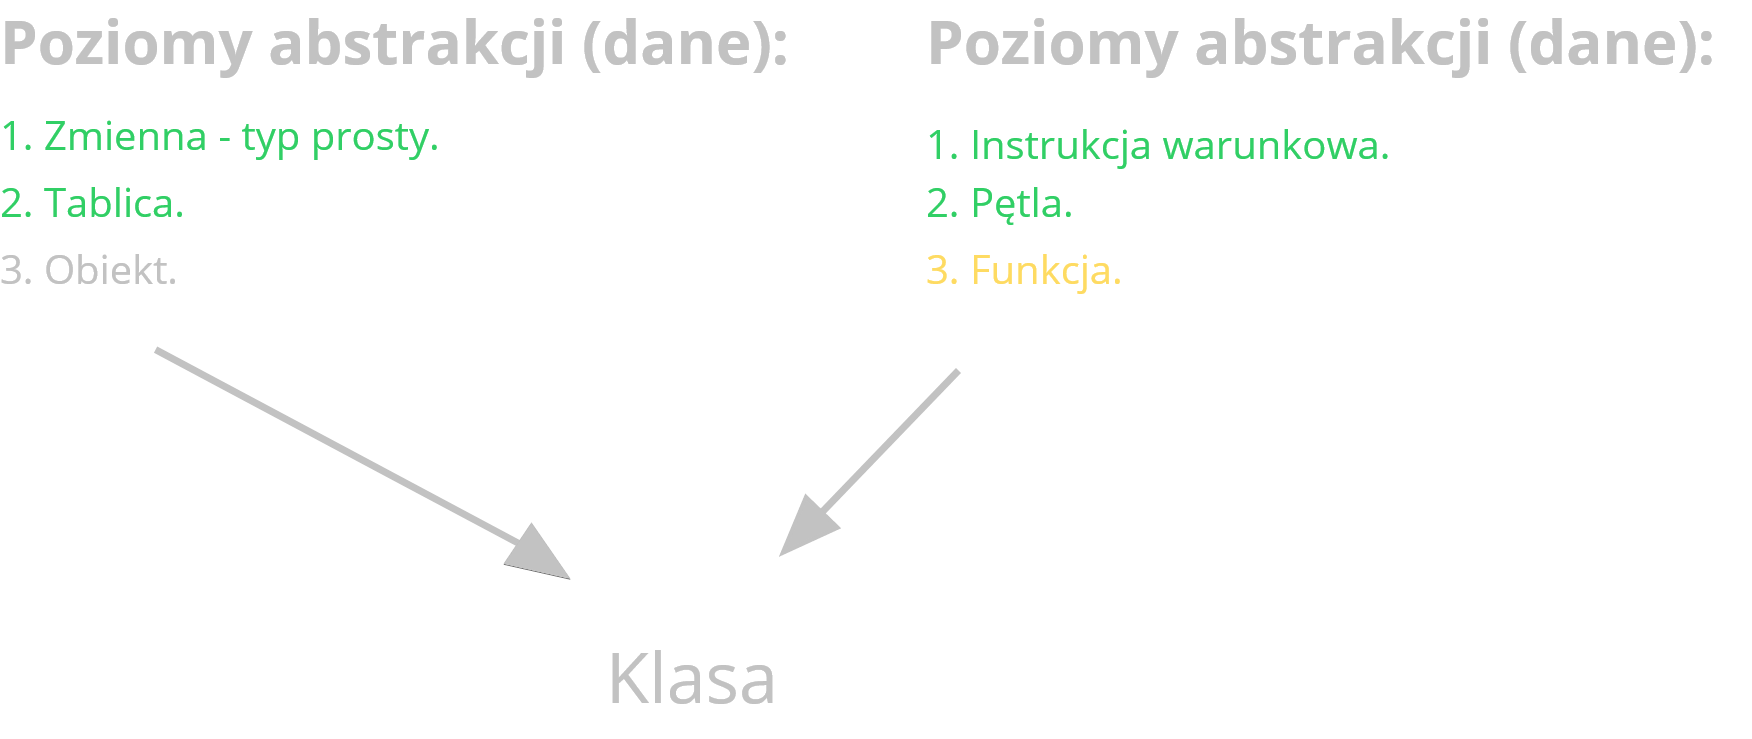 Poziomy abstrakcji (dane):
1. Zmienna - typ prosty.
2. Tablica.
3. Obiekt.
Poziomy abstrakcji (dane):
1. Instrukcja warunkowa.
2. Pętla.
3. Funkcja.
Klasa